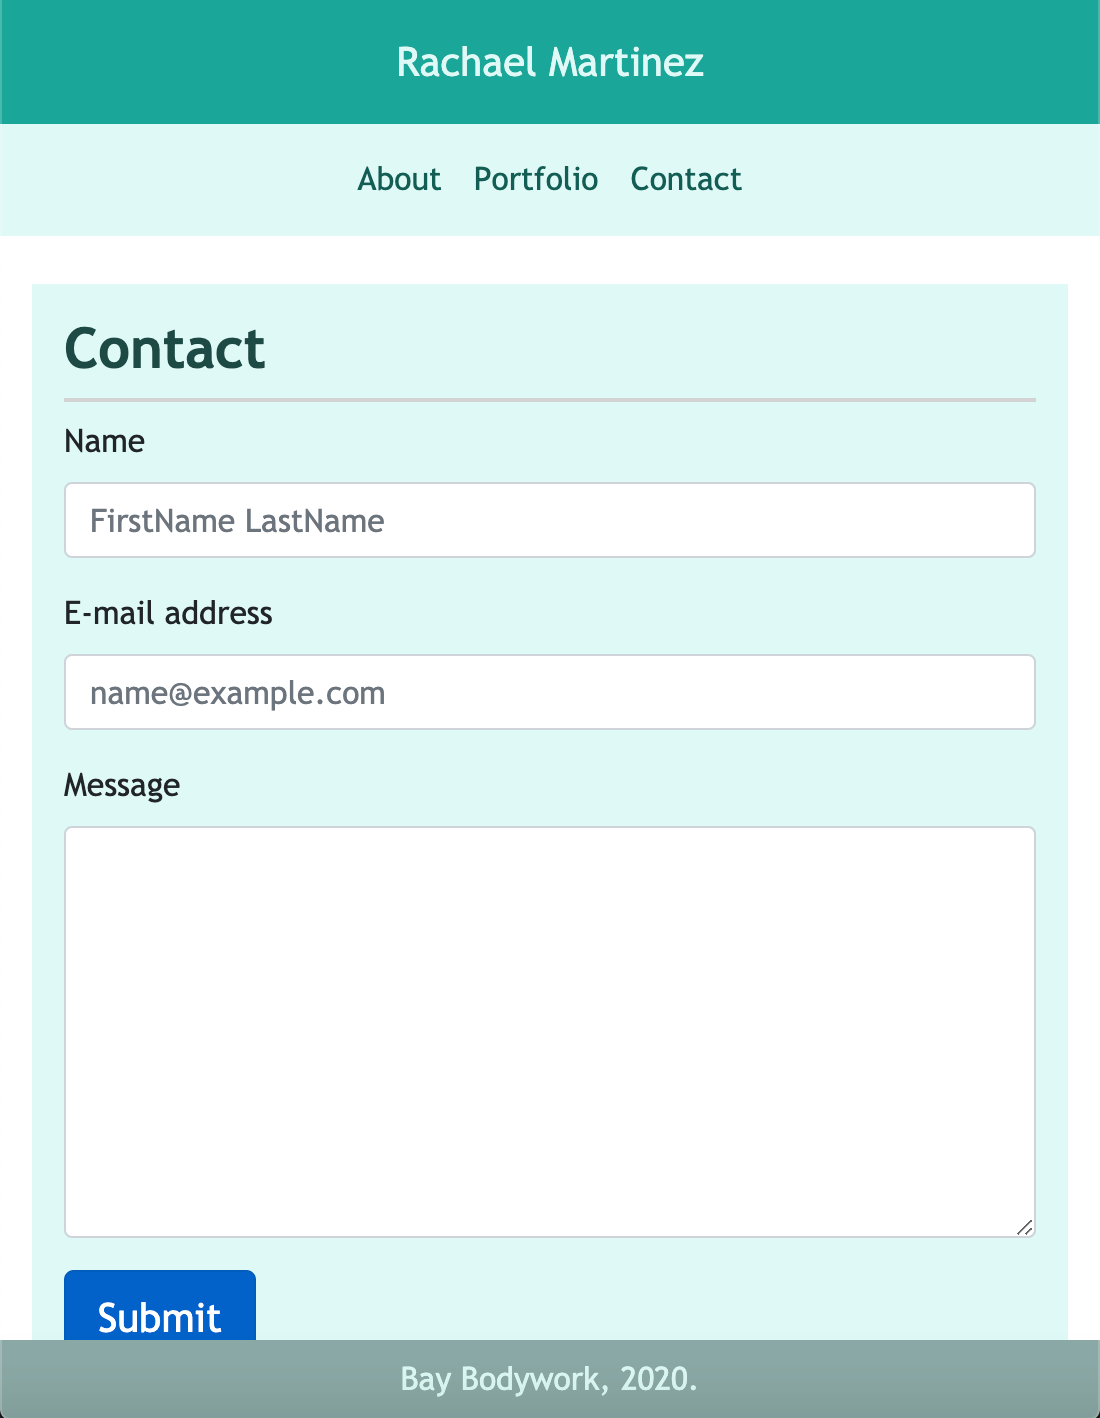 Rachael Martinez
About Portfolio Contact
Contact
Name
FirstName LastName
E-mail address
name@example.com
Message
Submit
Bay Bodywork, 2020.